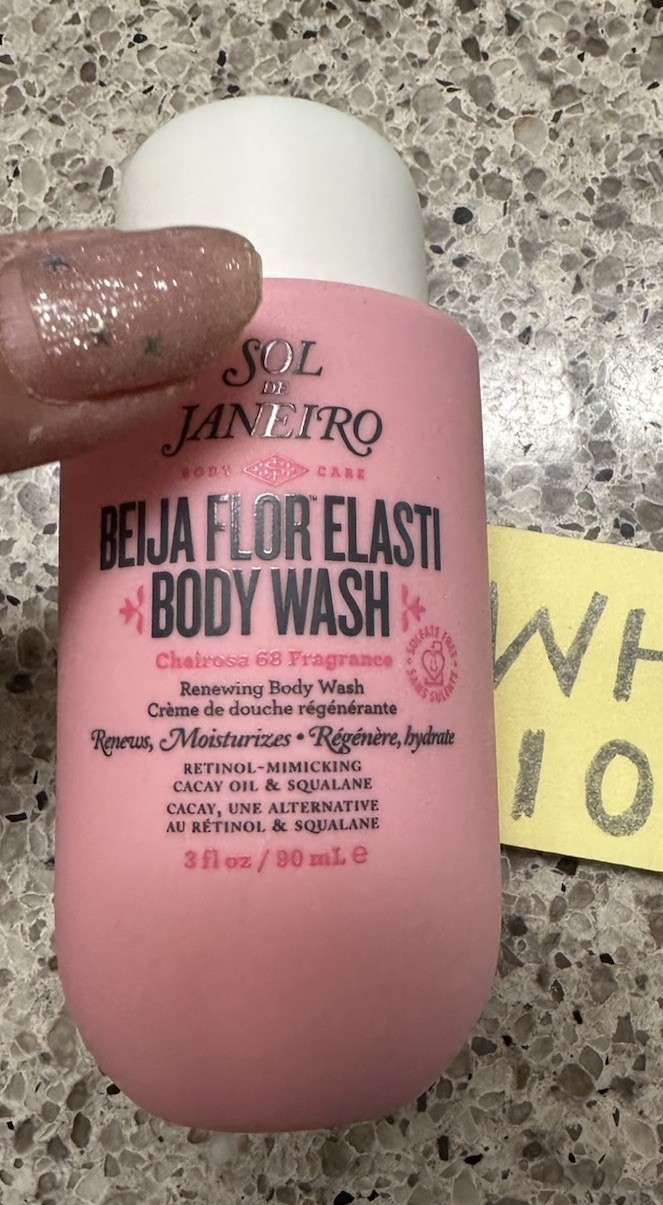 SOL
DE
JANEIRO
BODY CARE
BEIJA FLOR™ ELASTI
BODY WASH
Cheirosa 68 Fragrance
SULFATE FREE • SANS SULFATE •
Renewing Body Wash
Crème de douche régénérante
Renews, Moisturizes • Régénère, hydrate
RETINOL-MIMICKING
CACAY OIL & SQUALANE
CACAY, UNE ALTERNATIVE
AU RÉTINOL & SQUALANE
3 fl oz / 90 mL e
WH
10